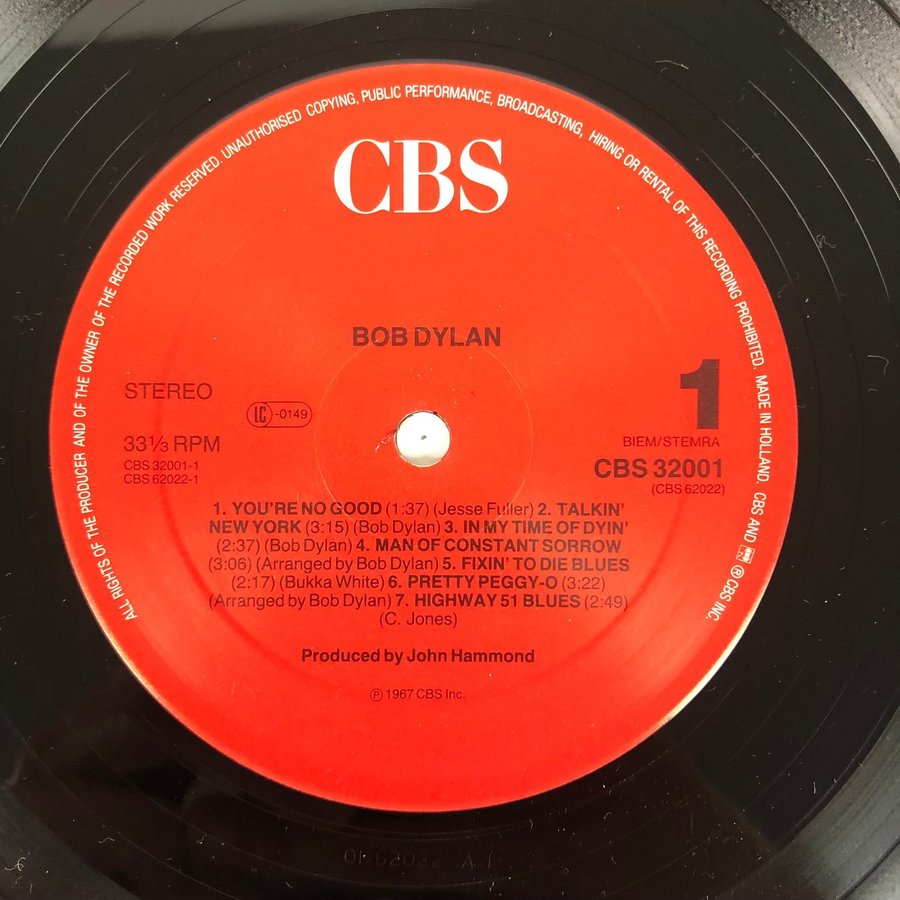 ALL RIGHTS OF THE PRODUCER AND OF THE OWNER OF THE RECORDED WORK RESERVED. UNAUTHORISED COPYING, PUBLIC PERFORMANCE, BROADCASTING, HIRING OR RENTAL OF THIS RECORDING PROHIBITED. MADE IN HOLLAND. CBS AND ® CBS INC.
CBS
BOB DYLAN
STEREO
LC -0149
33⅓ RPM
CBS 32001-1
CBS 62022-1
1
BIEM/STEMRA
CBS 32001
(CBS 62022)
1. YOU'RE NO GOOD (1:37) (Jesse Fuller) 2. TALKIN'
NEW YORK (3:15) (Bob Dylan) 3. IN MY TIME OF DYIN'
(2:37) (Bob Dylan) 4. MAN OF CONSTANT SORROW
(3:06) (Arranged by Bob Dylan) 5. FIXIN' TO DIE BLUES
(2:17) (Bukka White) 6. PRETTY PEGGY-O (3:22)
(Arranged by Bob Dylan) 7. HIGHWAY 51 BLUES (2:49)
(C. Jones)
Produced by John Hammond
℗ 1967 CBS Inc.
62022 A 1